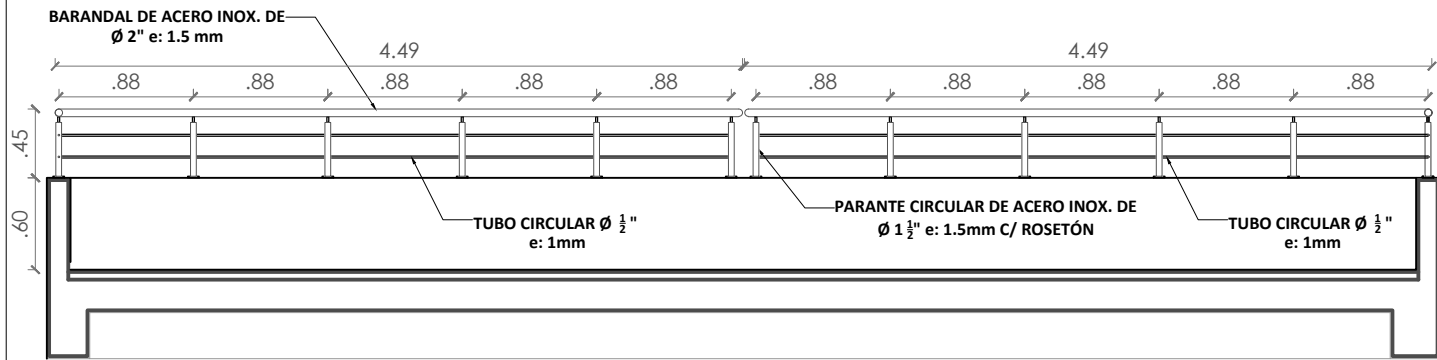 BARANDAL DE ACERO INOX. DE
Ø 2" e: 1.5 mm
4.49
4.49
.88
.88
.88
.88
.88
.88
.88
.88
.88
.88
.45
.60
TUBO CIRCULAR Ø ½ "
e: 1mm
PARANTE CIRCULAR DE ACERO INOX. DE
Ø 1½" e: 1.5mm C/ ROSETÓN
TUBO CIRCULAR Ø ½ "
e: 1mm